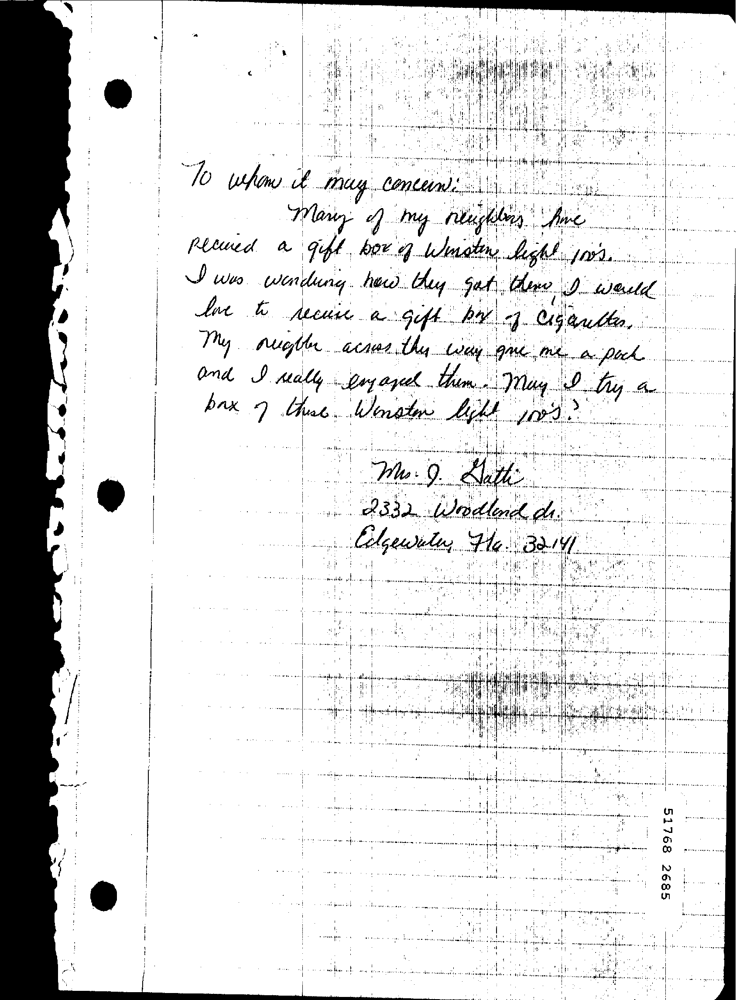 To whom it may concern:
Many of my neighbors have
recieved a gift box of Winston light 100's.
I was wondering how they got them, I would
love to recieve a gift box of cigarettes.
My neighbor across the way gave me a pack
and I really enjoyed them. May I try a
box of these Winston light 100's?
Mrs. J. Gatti
2332 Woodland dr.
Edgewater, Fla. 32141
51768 2685